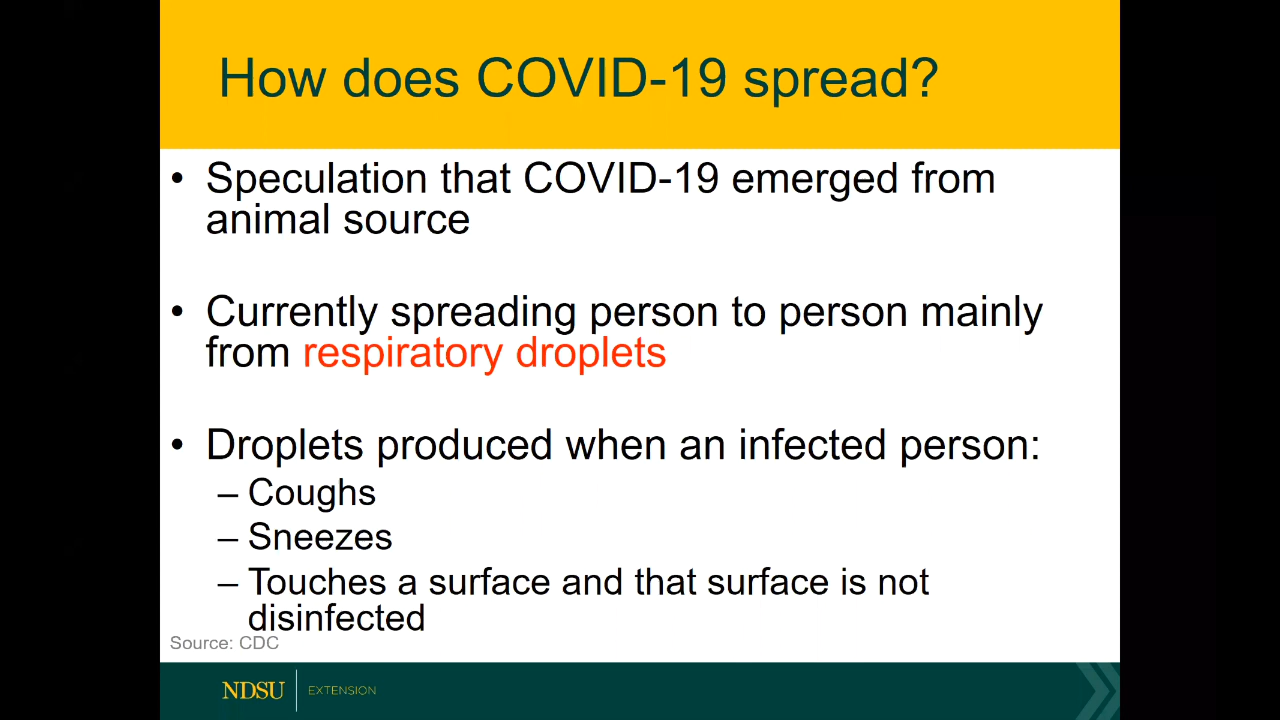 How does COVID-19 spread?
• Speculation that COVID-19 emerged from
animal source
• Currently spreading person to person mainly
from respiratory droplets
• Droplets produced when an infected person:
– Coughs
– Sneezes
– Touches a surface and that surface is not
disinfected
Source: CDC
NDSU EXTENSION